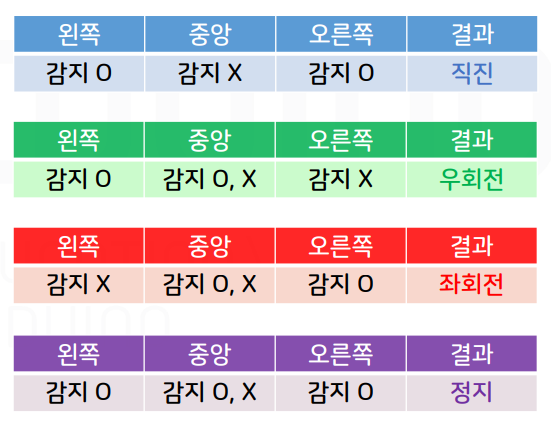 왼쪽 중앙 오른쪽 결과
감지 O 감지 X 감지 O 직진
왼쪽 중앙 오른쪽 결과
감지 O 감지 O, X 감지 X 우회전
왼쪽 중앙 오른쪽 결과
감지 X 감지 O, X 감지 O 좌회전
왼쪽 중앙 오른쪽 결과
감지 O 감지 O, X 감지 O 정지